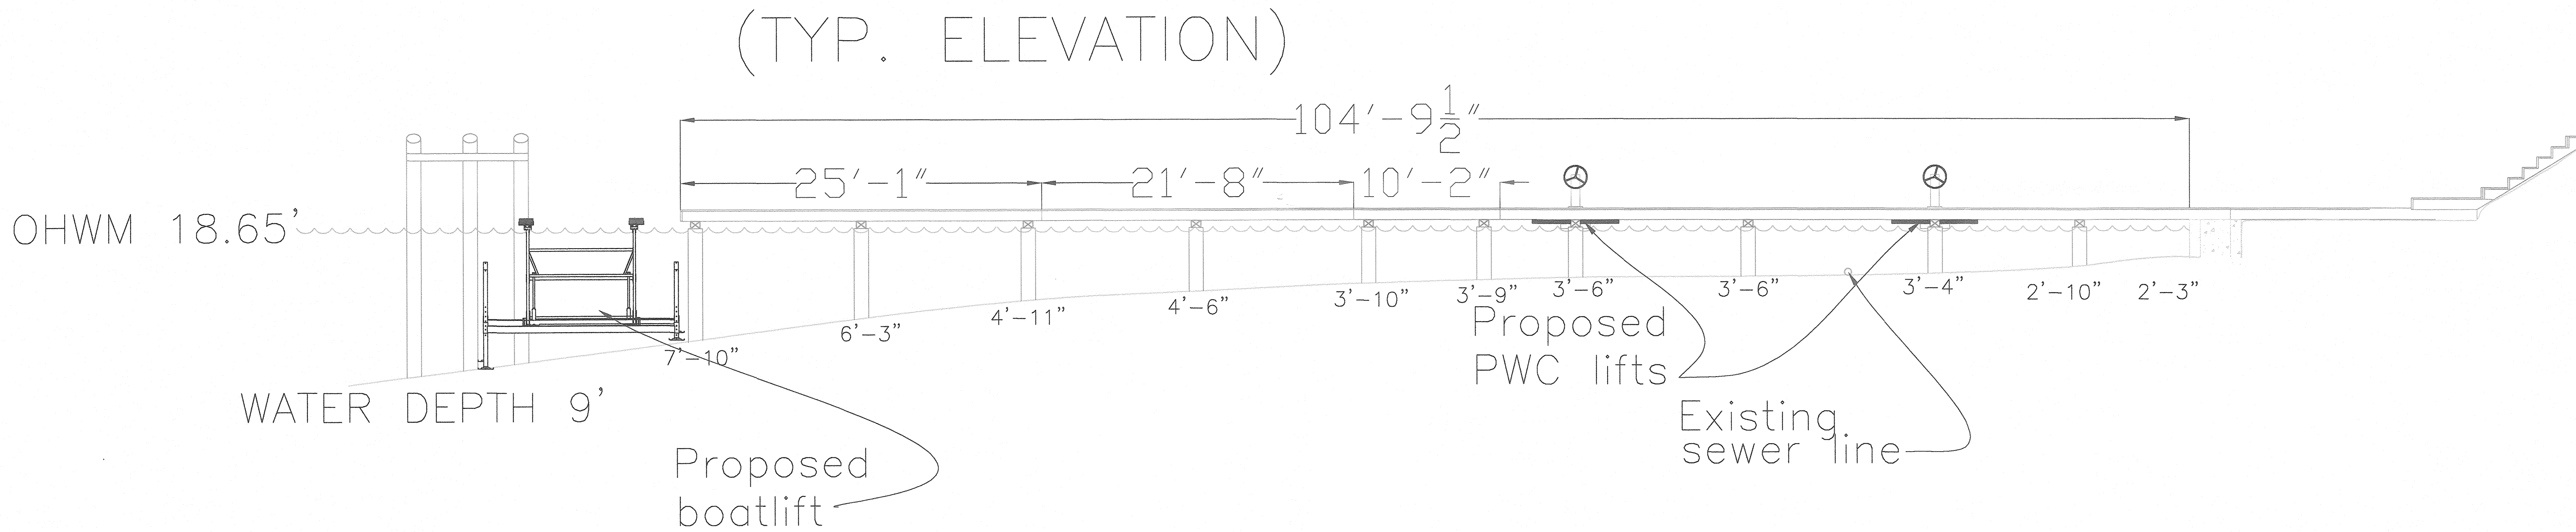 (TYP. ELEVATION)
104'-9 1/2"
25'-1"
21'-8"
10'-2"
OHWM 18.65'
7'-10"
6'-3"
4'-11"
4'-6"
3'-10"
3'-9"
3'-6"
3'-6"
3'-4"
2'-10"
2'-3"
WATER DEPTH 9'
Proposed
PWC lifts
Existing
sewer line
Proposed
boatlift